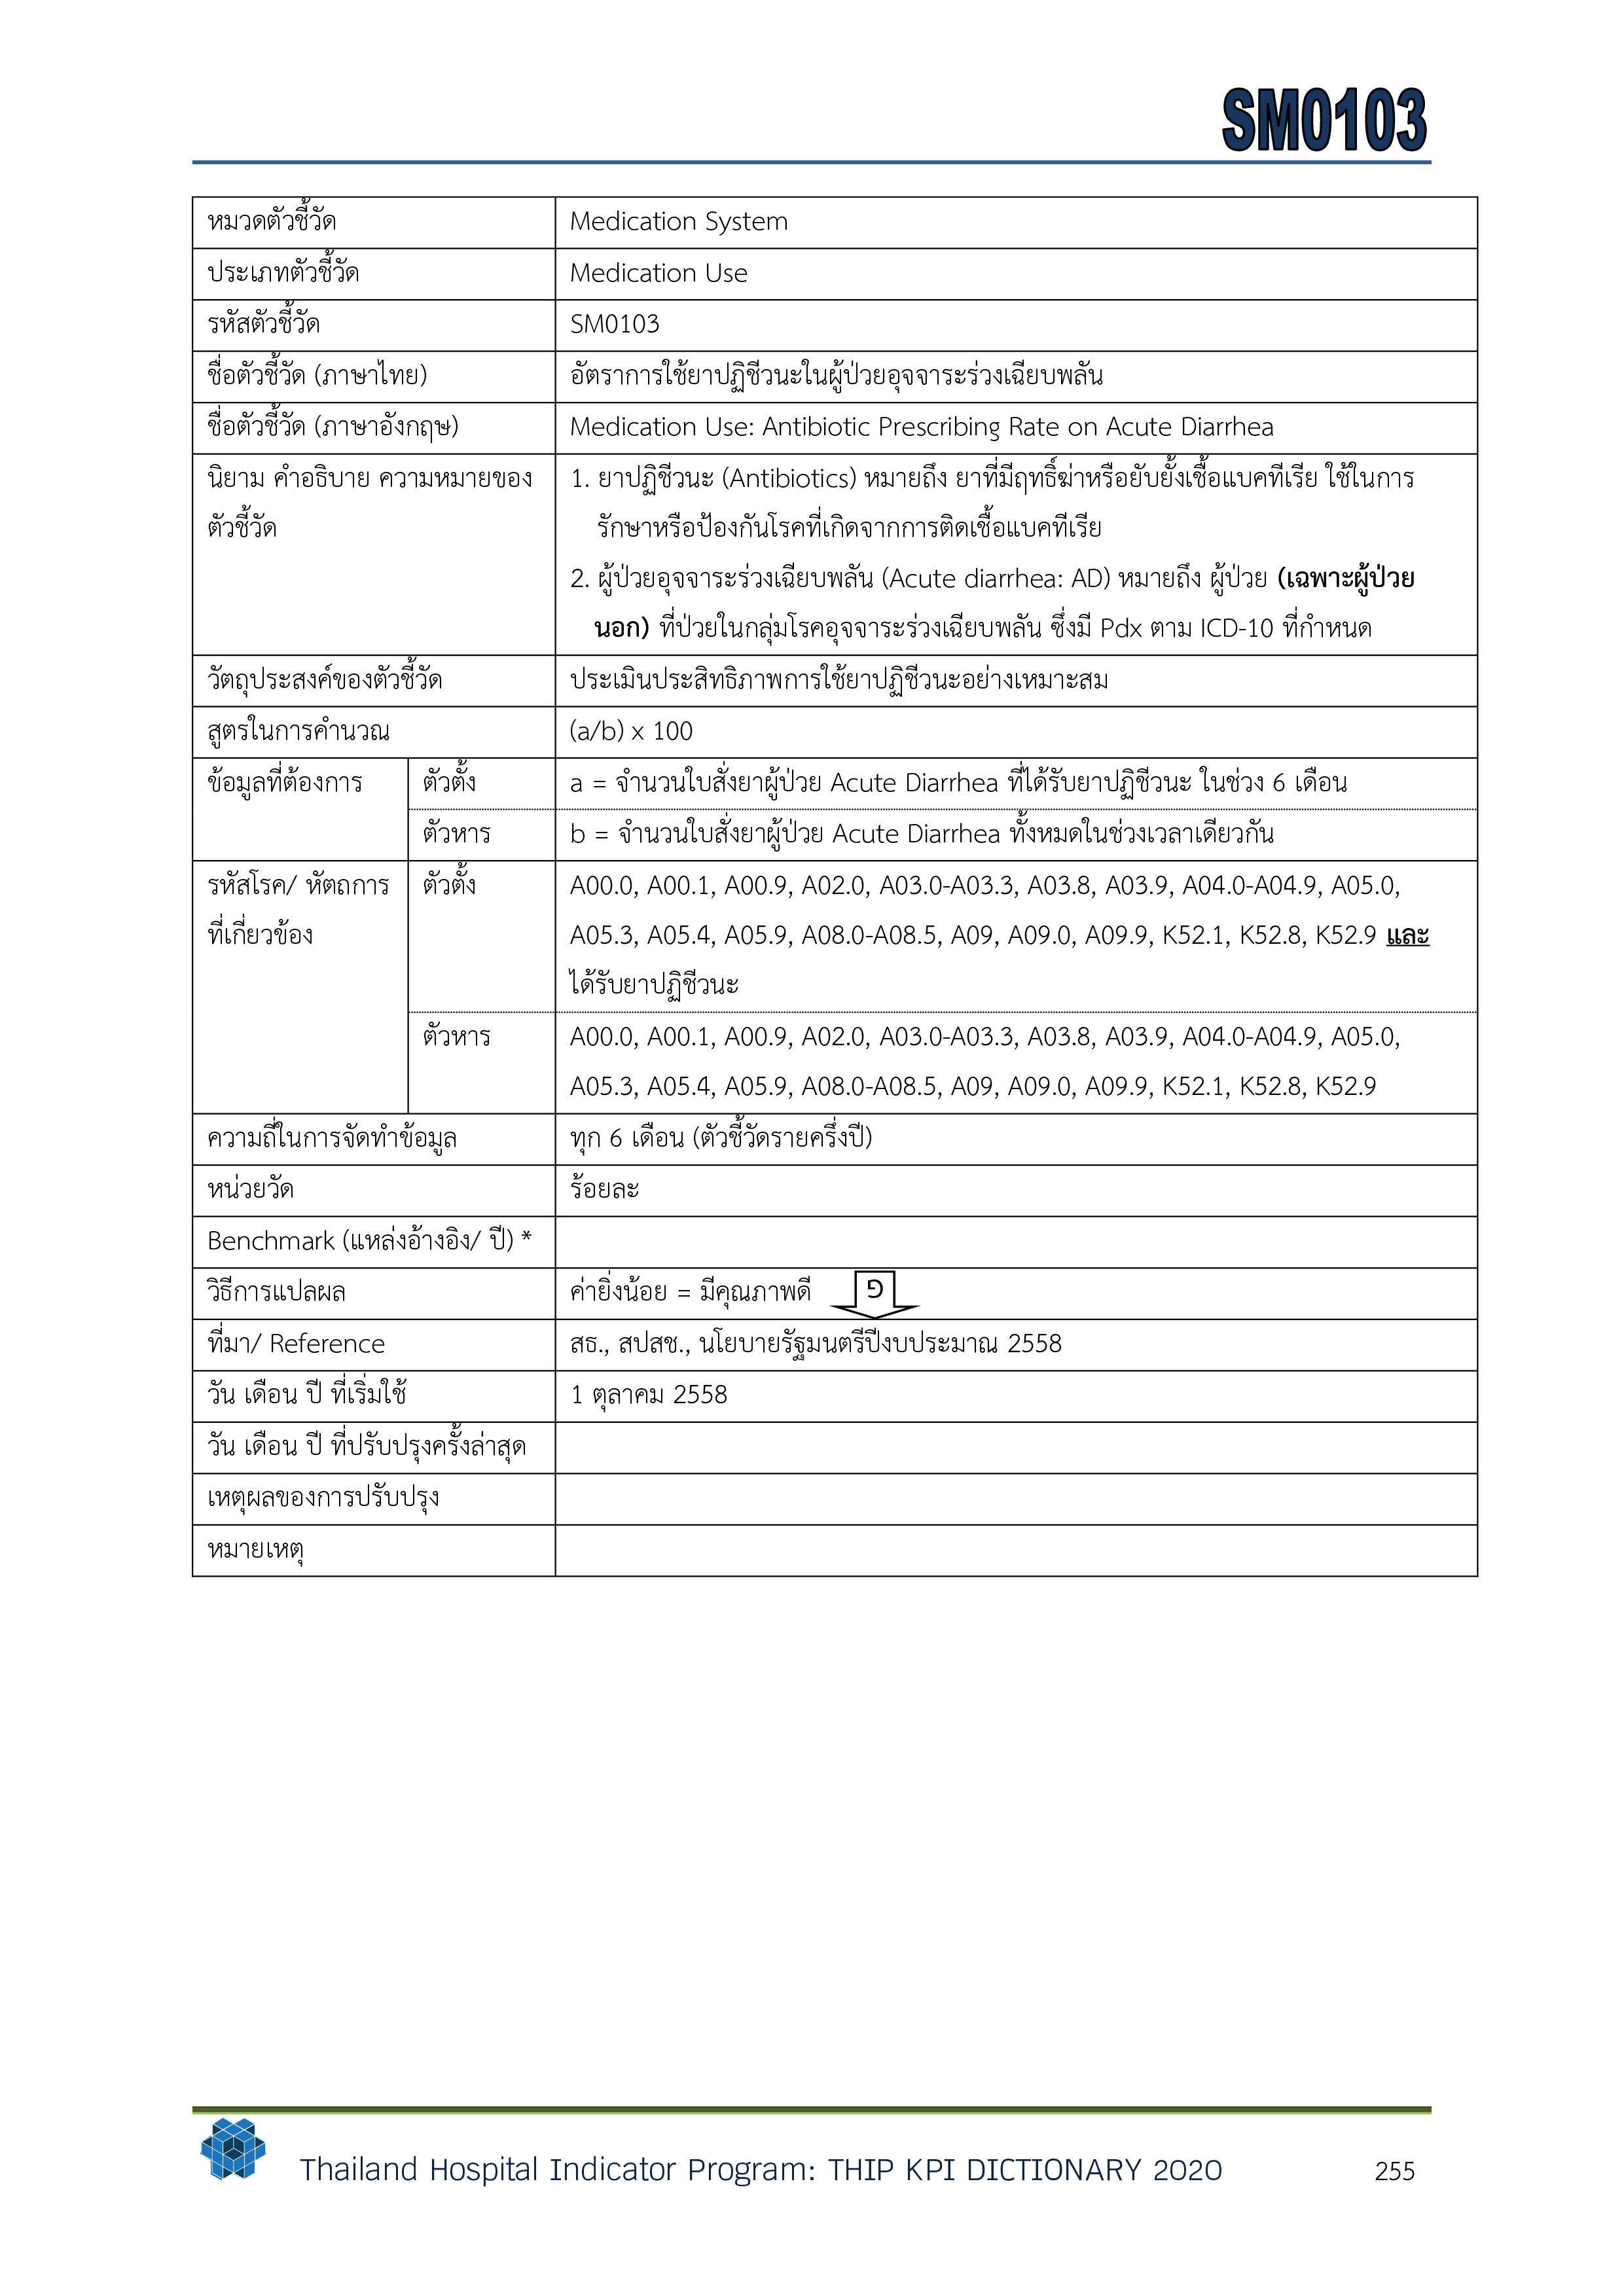 SM0103
หมวดตัวชี้วัด Medication System
ประเภทตัวชี้วัด Medication Use
รหัสตัวชี้วัด SM0103
ชื่อตัวชี้วัด (ภาษาไทย) อัตราการใช้ยาปฏิชีวนะในผู้ป่วยอุจจาระร่วงเฉียบพลัน
ชื่อตัวชี้วัด (ภาษาอังกฤษ) Medication Use: Antibiotic Prescribing Rate on Acute Diarrhea
นิยาม คำอธิบาย ความหมายของ
ตัวชี้วัด
1. ยาปฏิชีวนะ (Antibiotics) หมายถึง ยาที่มีฤทธิ์ฆ่าหรือยับยั้งเชื้อแบคทีเรีย ใช้ในการ
รักษาหรือป้องกันโรคที่เกิดจากการติดเชื้อแบคทีเรีย
2. ผู้ป่วยอุจจาระร่วงเฉียบพลัน (Acute diarrhea: AD) หมายถึง ผู้ป่วย (เฉพาะผู้ป่วย
นอก) ที่ป่วยในกลุ่มโรคอุจจาระร่วงเฉียบพลัน ซึ่งมี Pdx ตาม ICD-10 ที่กำหนด
วัตถุประสงค์ของตัวชี้วัด ประเมินประสิทธิภาพการใช้ยาปฏิชีวนะอย่างเหมาะสม
สูตรในการคำนวณ (a/b) x 100
ข้อมูลที่ต้องการ ตัวตั้ง a = จำนวนใบสั่งยาผู้ป่วย Acute Diarrhea ที่ได้รับยาปฏิชีวนะ ในช่วง 6 เดือน
ตัวหาร b = จำนวนใบสั่งยาผู้ป่วย Acute Diarrhea ทั้งหมดในช่วงเวลาเดียวกัน
รหัสโรค/ หัตถการ
ที่เกี่ยวข้อง
ตัวตั้ง A00.0, A00.1, A00.9, A02.0, A03.0-A03.3, A03.8, A03.9, A04.0-A04.9, A05.0,
A05.3, A05.4, A05.9, A08.0-A08.5, A09, A09.0, A09.9, K52.1, K52.8, K52.9 และ
ได้รับยาปฏิชีวนะ
ตัวหาร A00.0, A00.1, A00.9, A02.0, A03.0-A03.3, A03.8, A03.9, A04.0-A04.9, A05.0,
A05.3, A05.4, A05.9, A08.0-A08.5, A09, A09.0, A09.9, K52.1, K52.8, K52.9
ความถี่ในการจัดทำข้อมูล ทุก 6 เดือน (ตัวชี้วัดรายครึ่งปี)
หน่วยวัด ร้อยละ
Benchmark (แหล่งอ้างอิง/ ปี) *
วิธีการแปลผล ค่ายิ่งน้อย = มีคุณภาพดี
ที่มา/ Reference สธ., สปสช., นโยบายรัฐมนตรีปีงบประมาณ 2558
วัน เดือน ปี ที่เริ่มใช้ 1 ตุลาคม 2558
วัน เดือน ปี ที่ปรับปรุงครั้งล่าสุด
เหตุผลของการปรับปรุง
หมายเหตุ
Thailand Hospital Indicator Program: THIP KPI DICTIONARY 2020 255